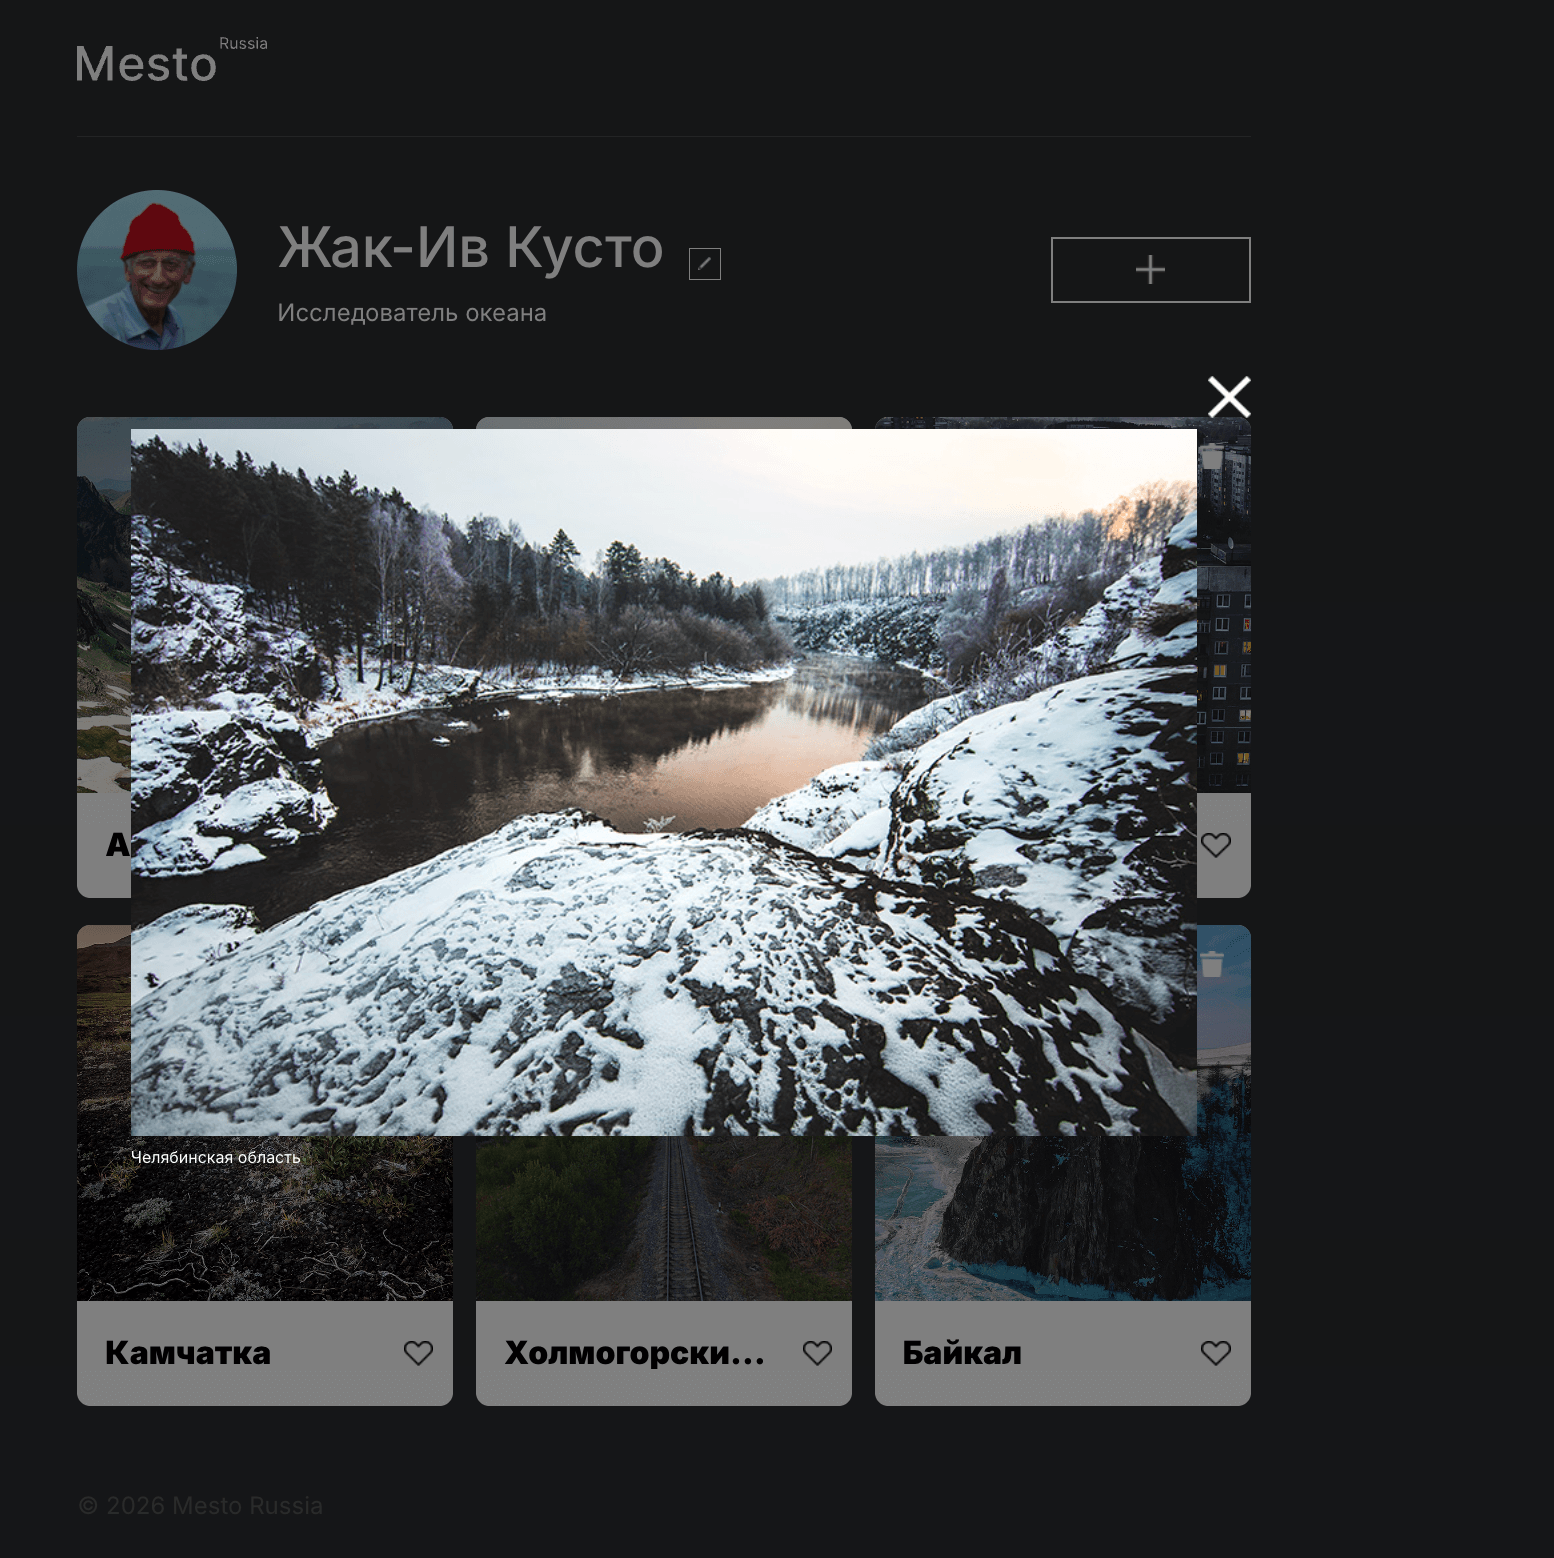 Mesto Russia
Жак-Ив Кусто
Исследователь океана
Челябинская область
Камчатка
Холмогорски...
Байкал
© 2026 Mesto Russia